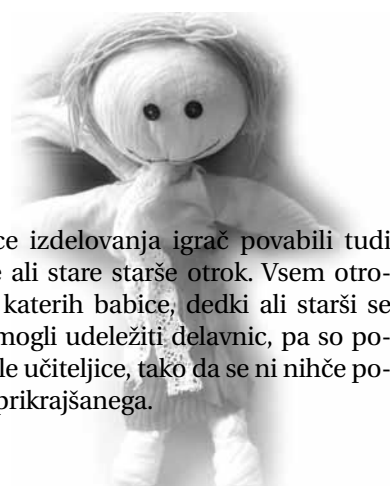 ce izdelovanja igrač povabili tudi
e ali stare starše otrok. Vsem otro-
katerih babice, dedki ali starši se
mogli udeležiti delavnic, pa so po-
le učiteljice, tako da se ni nihče po-
prikrajšanega.